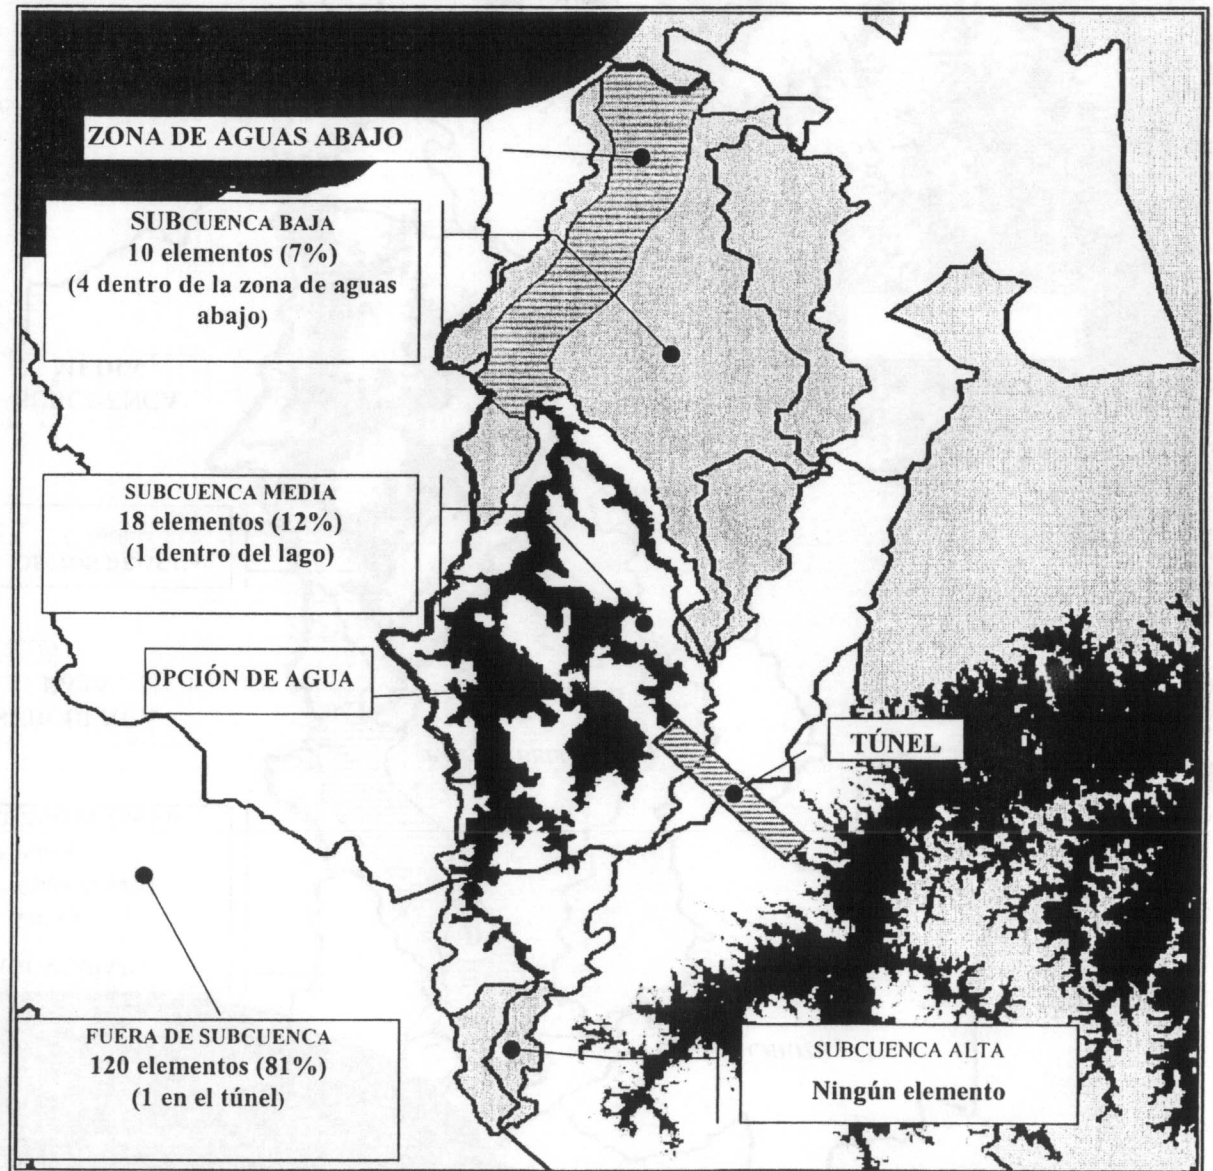 ZONA DE AGUAS ABAJO
SUBCUENCA BAJA
10 elementos (7%)
(4 dentro de la zona de aguas
abajo)
SUBCUENCA MEDIA
18 elementos (12%)
(1 dentro del lago)
OPCIÓN DE AGUA
TÚNEL
FUERA DE SUBCUENCA
120 elementos (81%)
(1 en el túnel)
SUBCUENCA ALTA
Ningún elemento